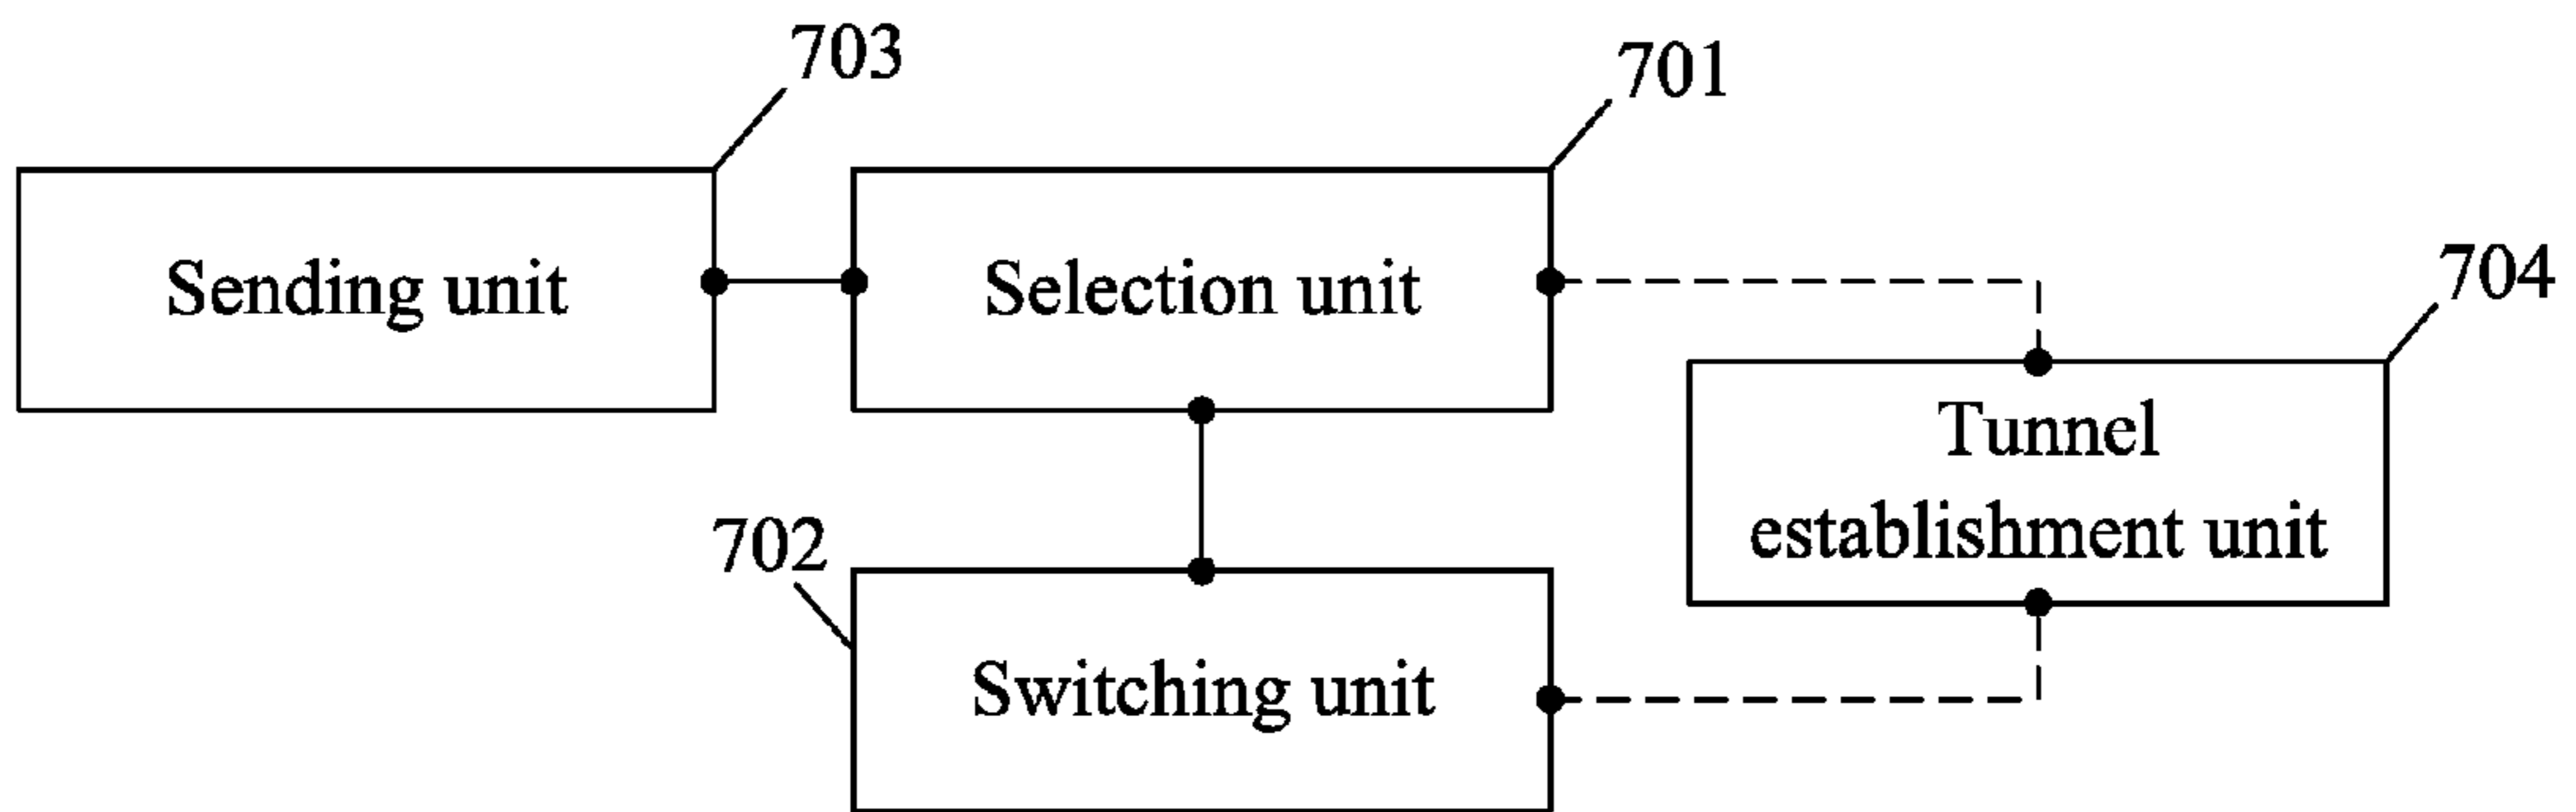 703
701
Sending unit
Selection unit
704
Tunnel
establishment unit
702
Switching unit